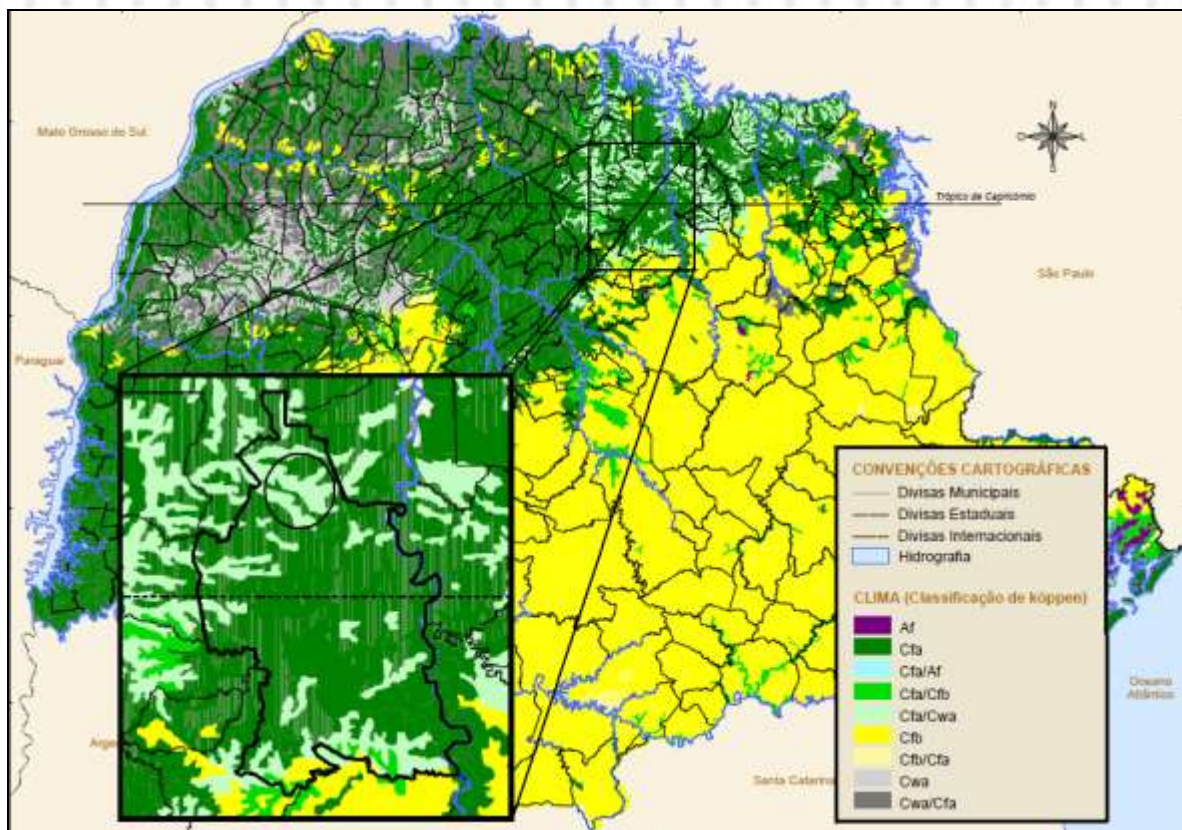 Mato Grosso do Sul
N
Trópico de Capricórnio
São Paulo
Paraguai
CONVENÇÕES CARTOGRÁFICAS
Divisas Municipais
Divisas Estaduais
Divisas Internacionais
Hidrografia
CLIMA (Classificação de köppen)
Af
Cfa
Cfa/Af
Cfa/Cfb
Cfa/Cwa
Cfb
Cfb/Cfa
Cwa
Cwa/Cfa
Oceano
Atlântico
Arge
Santa Catarina